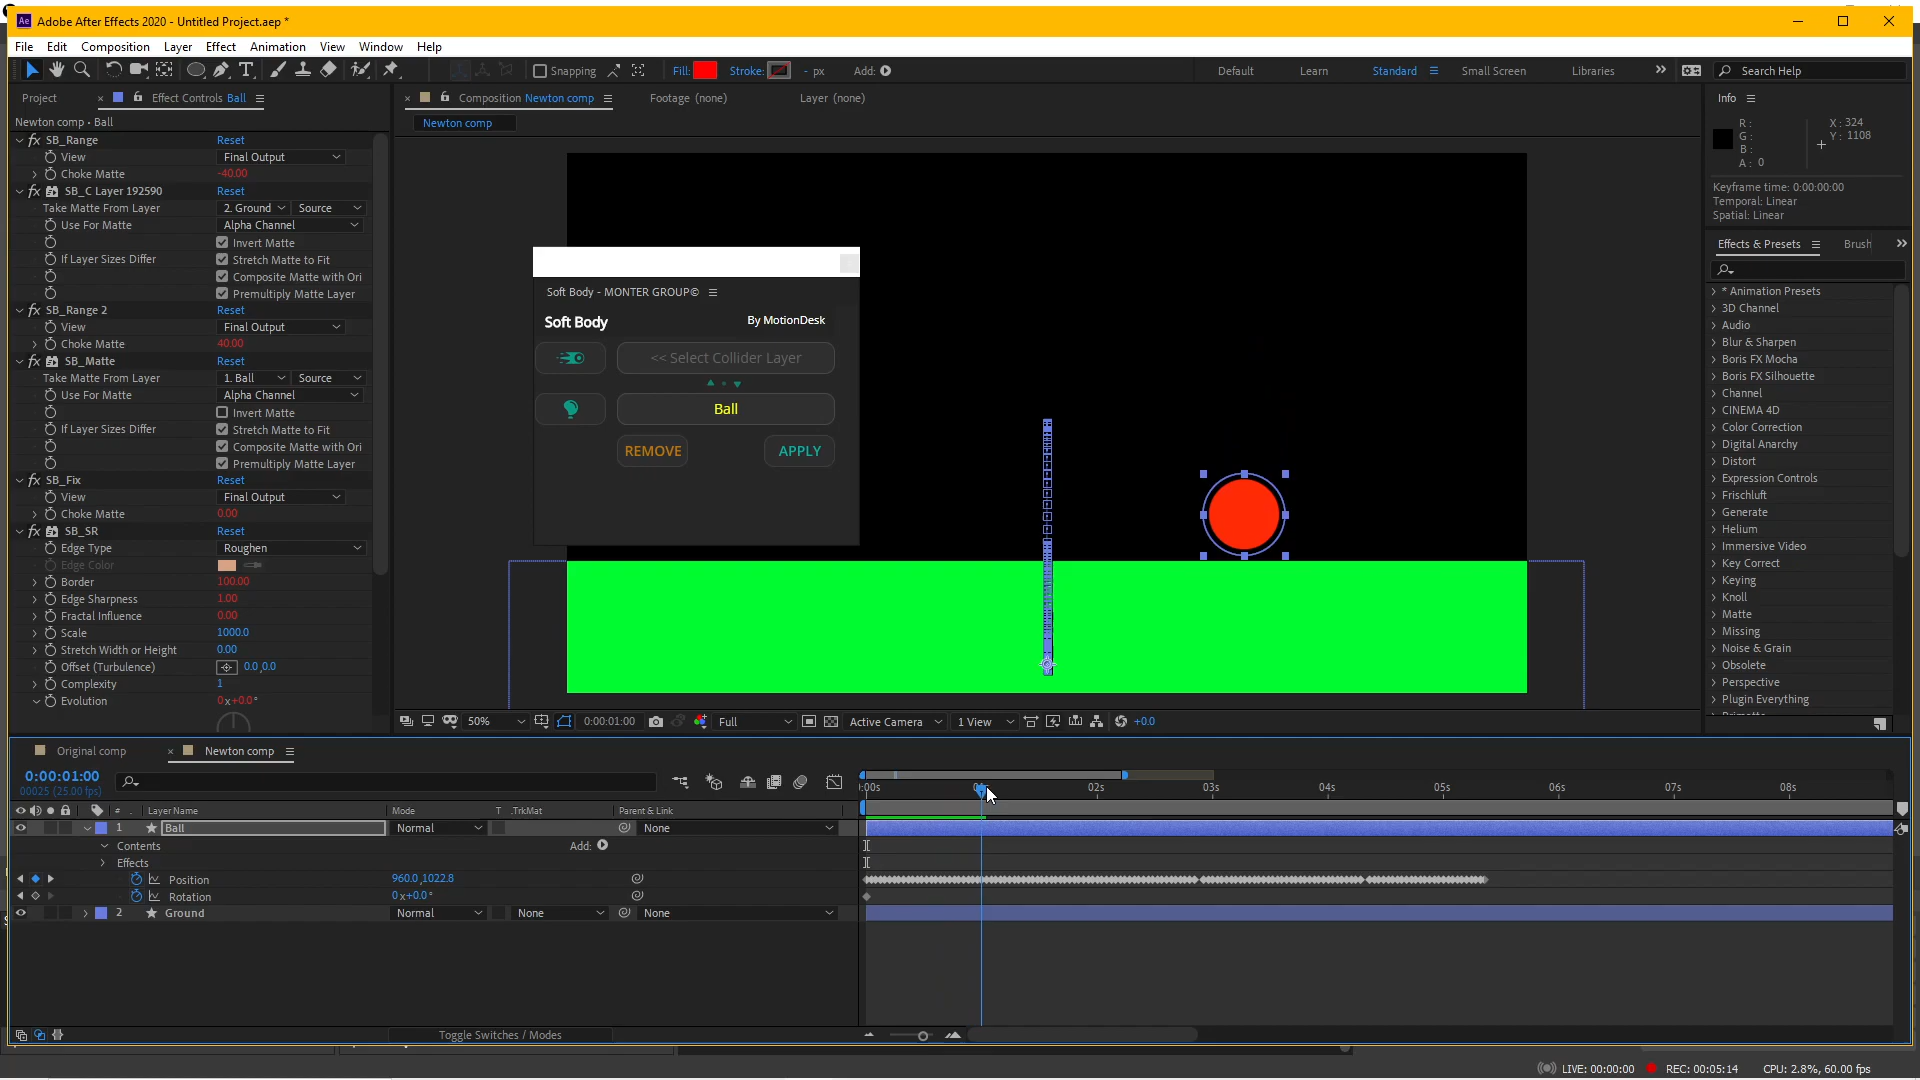 Adobe After Effects 2020 - Untitled Project.aep *
File Edit Composition Layer Effect Animation View Window Help
Snapping Fill: Stroke: - px Add: Default Learn Standard Small Screen Libraries Search Help
Project Effect Controls Ball
Composition Newton comp Footage (none) Layer (none)
Newton comp • Ball
Newton comp
SB_Range Reset
View Final Output
Choke Matte -40.00
SB_C Layer 192590 Reset
Take Matte From Layer 2. Ground Source
Use For Matte Alpha Channel
Invert Matte
If Layer Sizes Differ Stretch Matte to Fit
Composite Matte with Ori
Premultiply Matte Layer
SB_Range 2 Reset
View Final Output
Choke Matte 40.00
SB_Matte Reset
Take Matte From Layer 1. Ball Source
Use For Matte Alpha Channel
Invert Matte
If Layer Sizes Differ Stretch Matte to Fit
Composite Matte with Ori
Premultiply Matte Layer
SB_Fix Reset
View Final Output
Choke Matte 0.00
SB_SR Reset
Edge Type Roughen
Edge Color
Border 100.00
Edge Sharpness 1.00
Fractal Influence 0.00
Scale 1000.0
Stretch Width or Height 0.00
Offset (Turbulence) 0.0,0.0
Complexity 1
Evolution 0x+0.0°
Soft Body - MONTER GROUP©
Soft Body By MotionDesk
<< Select Collider Layer
Ball
REMOVE APPLY
50% 0:00:01:00 Full Active Camera 1 View +0.0
Info
R: X: 324
G: Y: 1108
B:
A: 0
Keyframe time: 0:00:00:00
Temporal: Linear
Spatial: Linear
Effects & Presets Brush
* Animation Presets
3D Channel
Audio
Blur & Sharpen
Boris FX Mocha
Boris FX Silhouette
Channel
CINEMA 4D
Color Correction
Digital Anarchy
Distort
Expression Controls
Frischluft
Generate
Helium
Immersive Video
Key Correct
Keying
Knoll
Matte
Missing
Noise & Grain
Obsolete
Perspective
Plugin Everything
Original comp Newton comp
0:00:01:00
00025 (25.00 fps)
:00s 02s 03s 04s 05s 06s 07s 08s
# Layer Name Mode T .TrkMat Parent & Link
1 Ball Normal None
Contents Add:
Effects
Position 960.0,1022.8
Rotation 0x+0.0°
2 Ground Normal None None
Toggle Switches / Modes
LIVE: 00:00:00 REC: 00:05:14 CPU: 2.8%, 60.00 fps